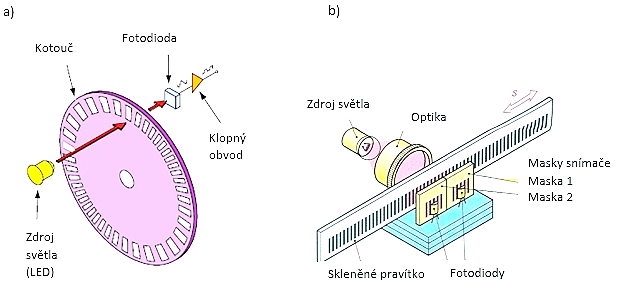 a)
Kotouč
Fotodioda
Klopný
obvod
Zdroj
světla
(LED)
b)
s
Zdroj světla
Optika
Masky snímače
Maska 1
Maska 2
Skleněné pravítko
Fotodiody